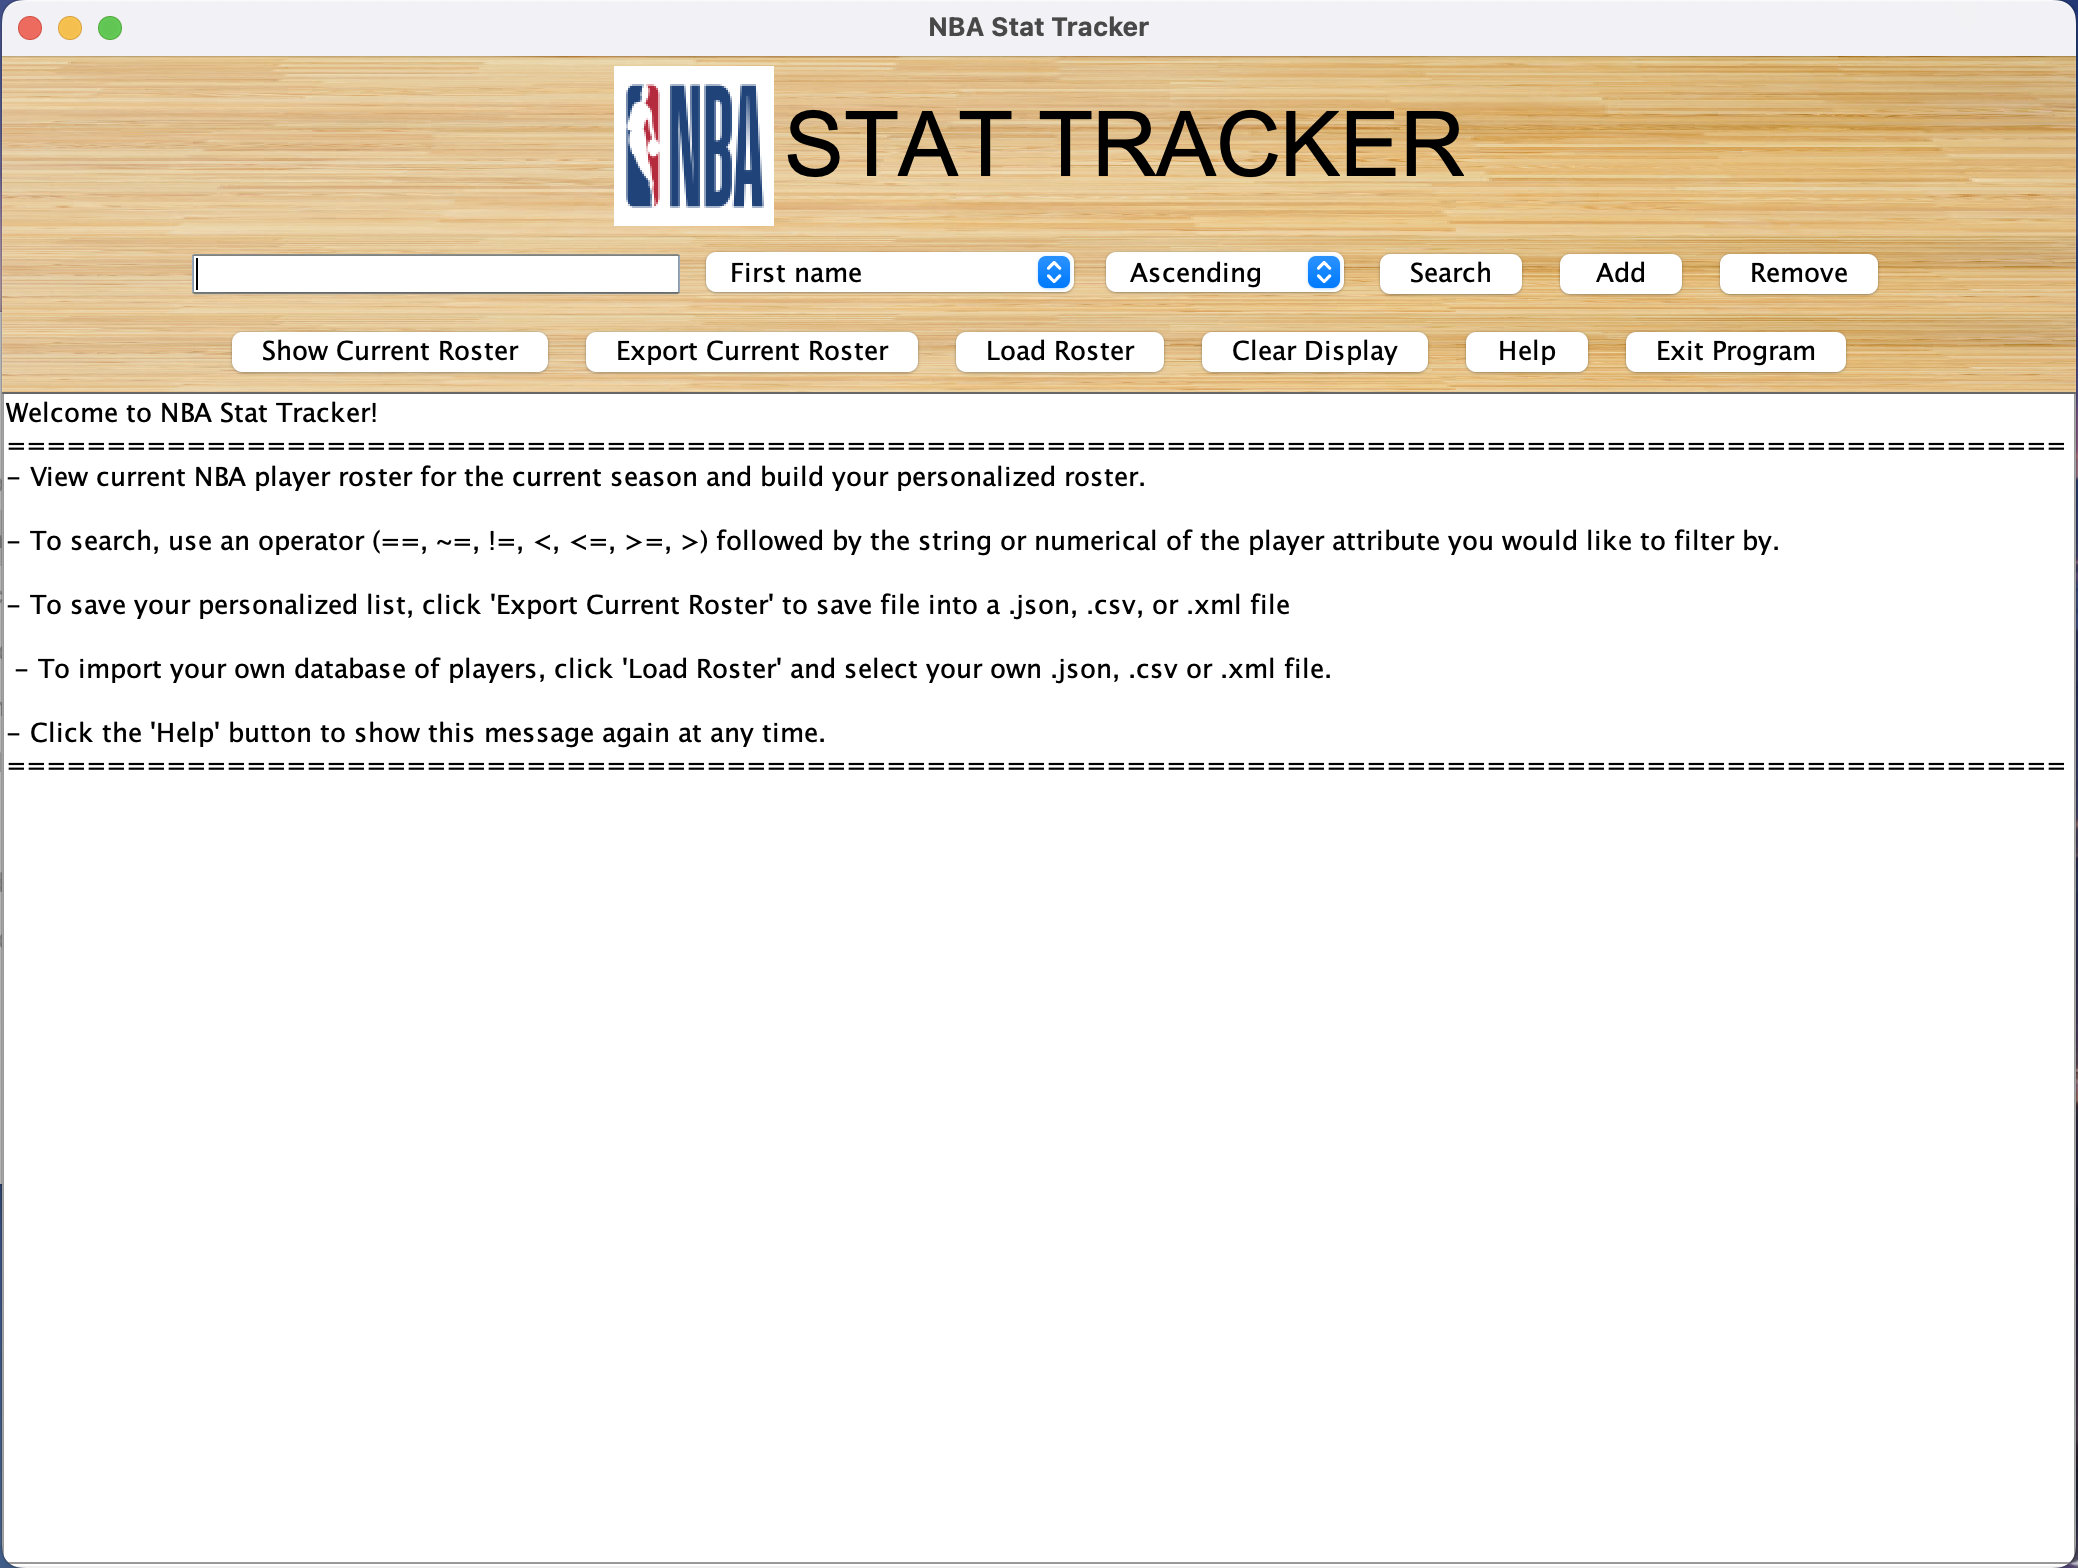 NBA Stat Tracker
NBA STAT TRACKER
First name Ascending Search Add Remove
Show Current Roster Export Current Roster Load Roster Clear Display Help Exit Program
Welcome to NBA Stat Tracker!
=======================================================================================================
- View current NBA player roster for the current season and build your personalized roster.
- To search, use an operator (==, ~=, !=, <, <=, >=, >) followed by the string or numerical of the player attribute you would like to filter by.
- To save your personalized list, click 'Export Current Roster' to save file into a .json, .csv, or .xml file
- To import your own database of players, click 'Load Roster' and select your own .json, .csv or .xml file.
- Click the 'Help' button to show this message again at any time.
=======================================================================================================